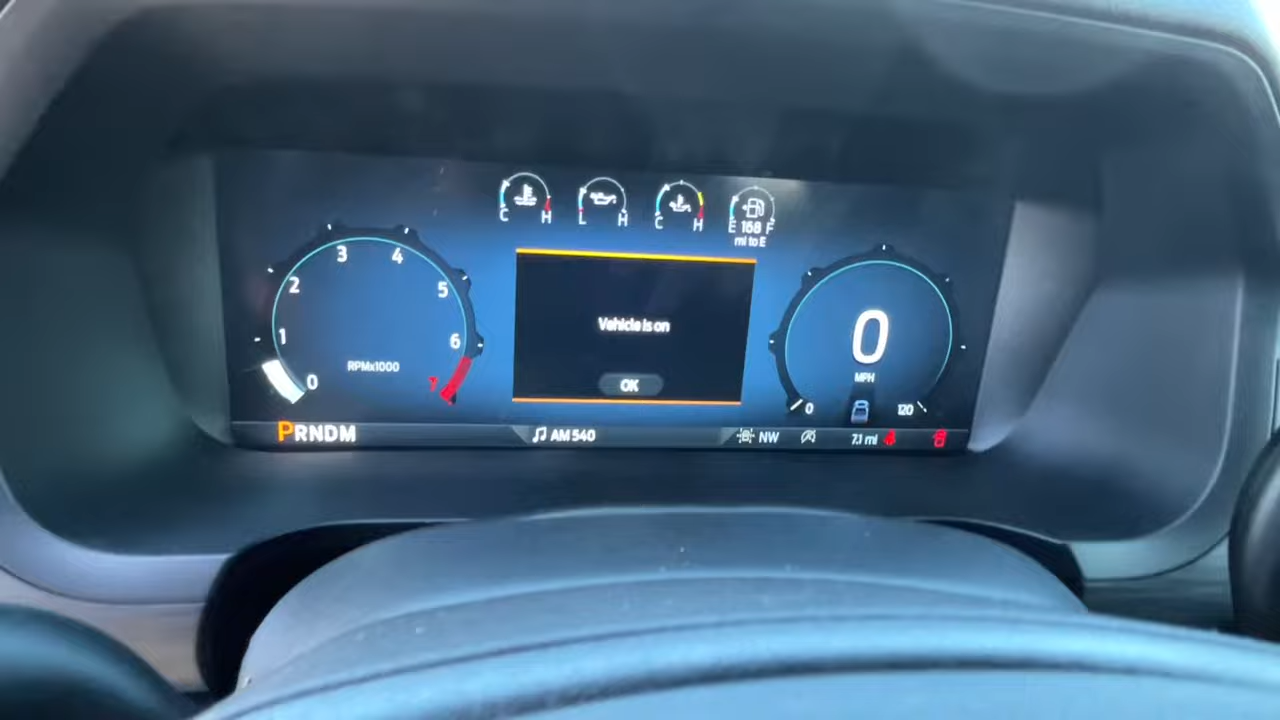 C H
L H
C H
E 168 F
mi to E
3 4
2 5
1 6
0 7
RPMx1000
Vehicle is on
OK
0
MPH
0 120
PRNDM
AM 540
NW
7.1 mi